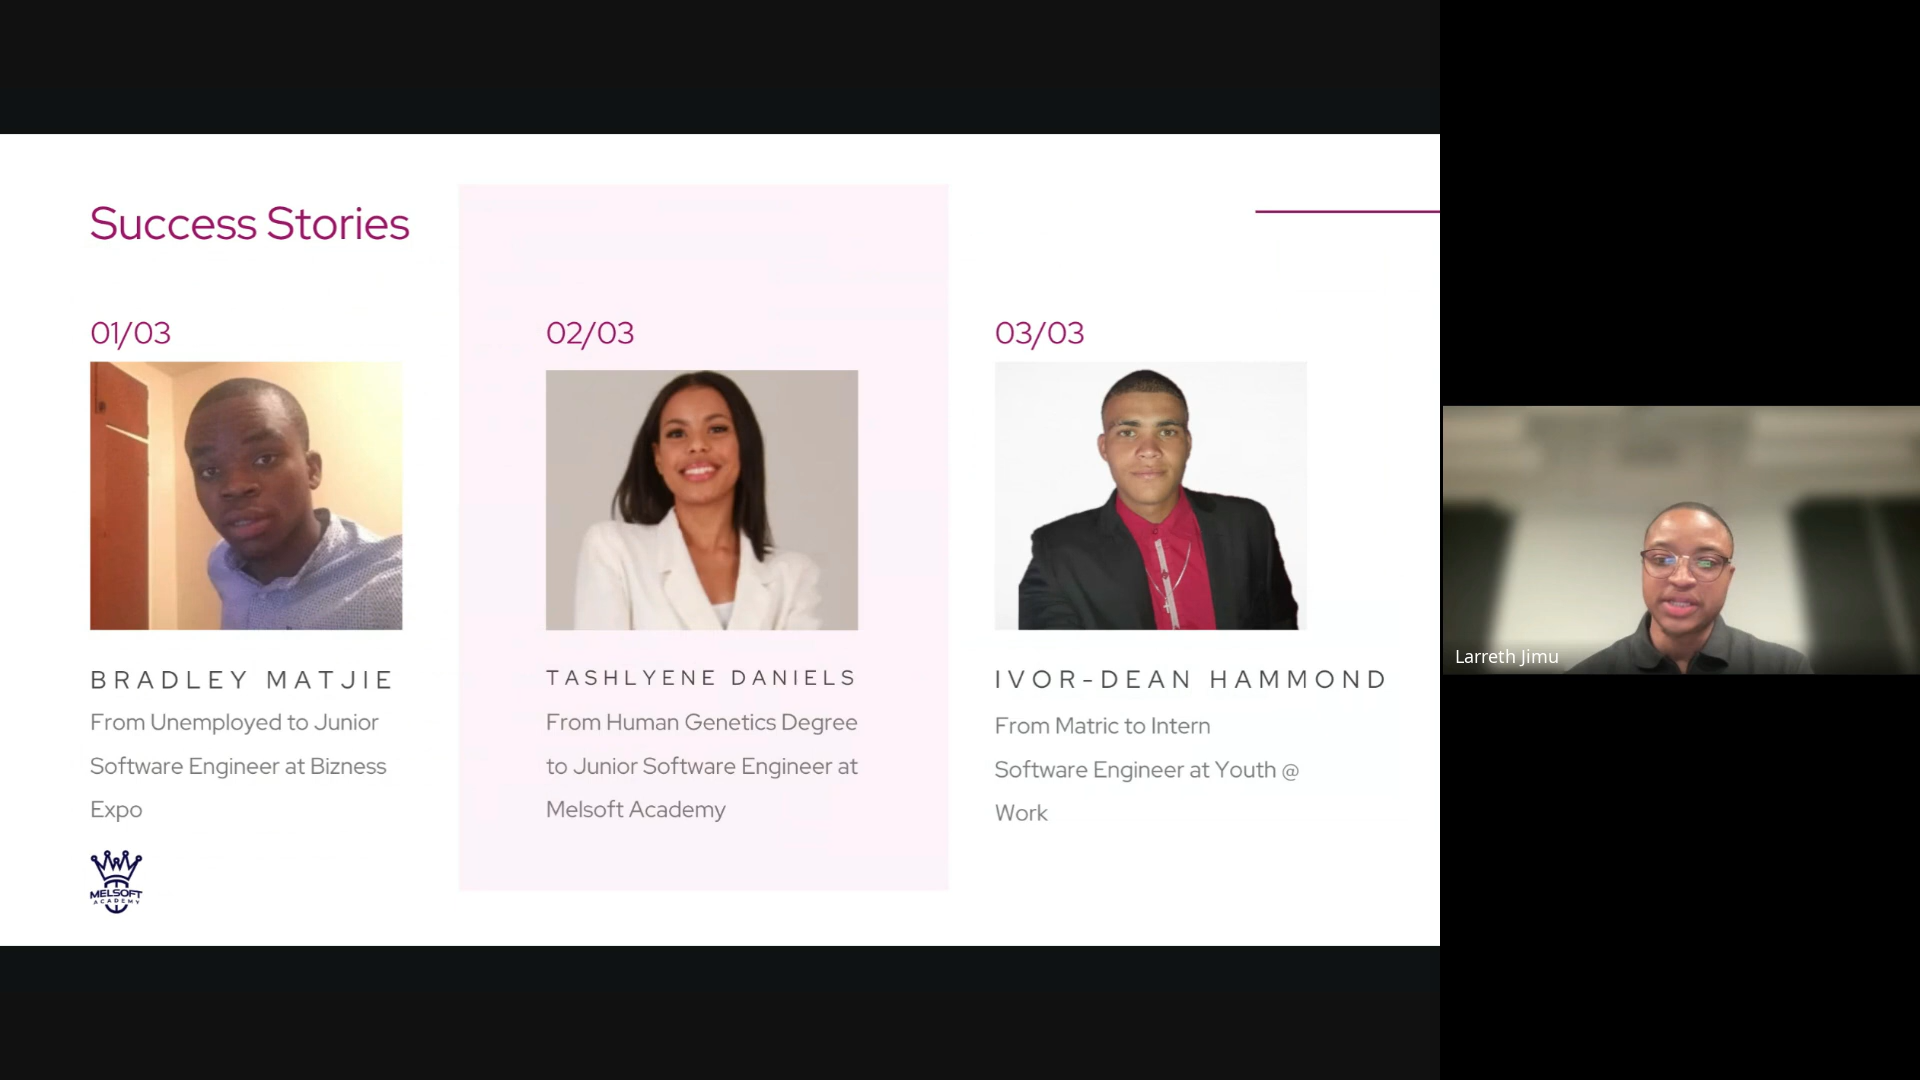 Success Stories
01/03
BRADLEY MATJIE
From Unemployed to Junior
Software Engineer at Bizness
Expo
02/03
TASHLYENE DANIELS
From Human Genetics Degree
to Junior Software Engineer at
Melsoft Academy
03/03
IVOR-DEAN HAMMOND
From Matric to Intern
Software Engineer at Youth @
Work
MELSOFT
ACADEMY
Larreth Jimu